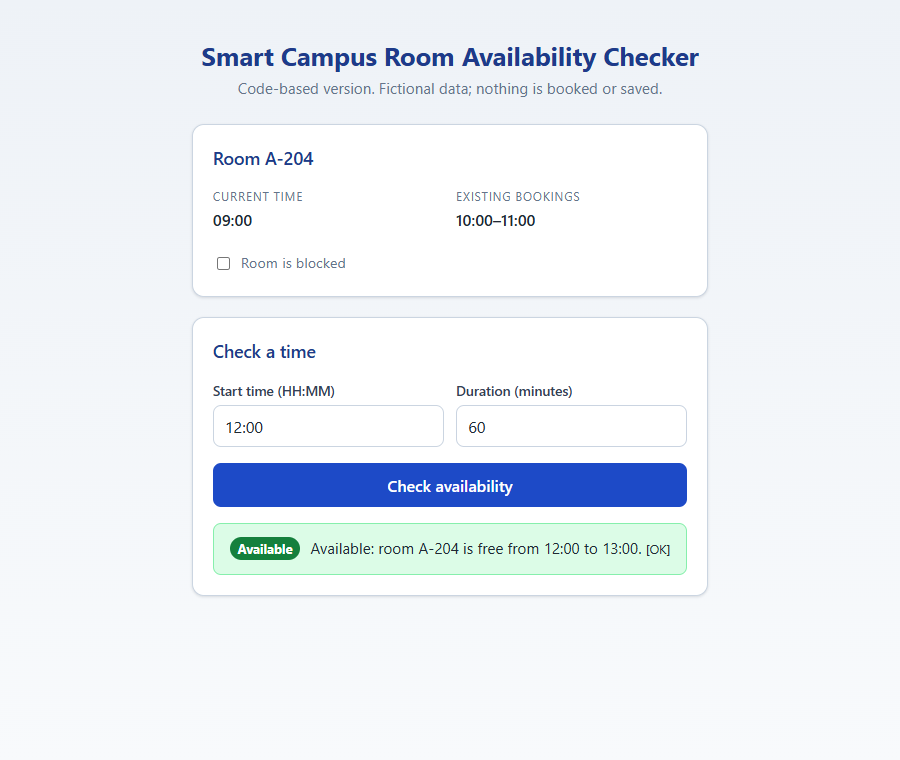 Smart Campus Room Availability Checker
Code-based version. Fictional data; nothing is booked or saved.
Room A-204
CURRENT TIME
09:00
EXISTING BOOKINGS
10:00–11:00
Room is blocked
Check a time
Start time (HH:MM)
12:00
Duration (minutes)
60
Check availability
Available Available: room A-204 is free from 12:00 to 13:00. [OK]